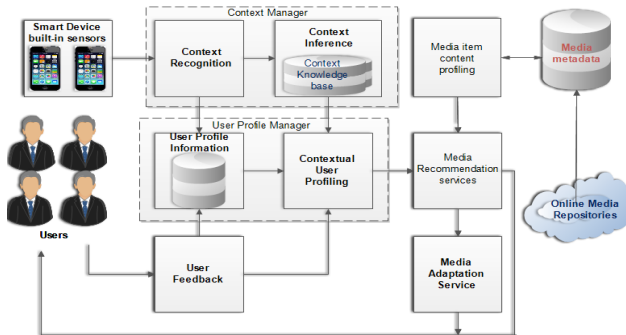 Smart Device
built-in sensors
Context Manager
Context
Recognition
Context
Inference
Context
Knowledge
base
Media item
content
profiling
Media
metadata
User Profile Manager
User Profile
Information
Contextual
User
Profiling
Media
Recommendation
services
Online Media
Repositories
Users
User
Feedback
Media
Adaptation
Service